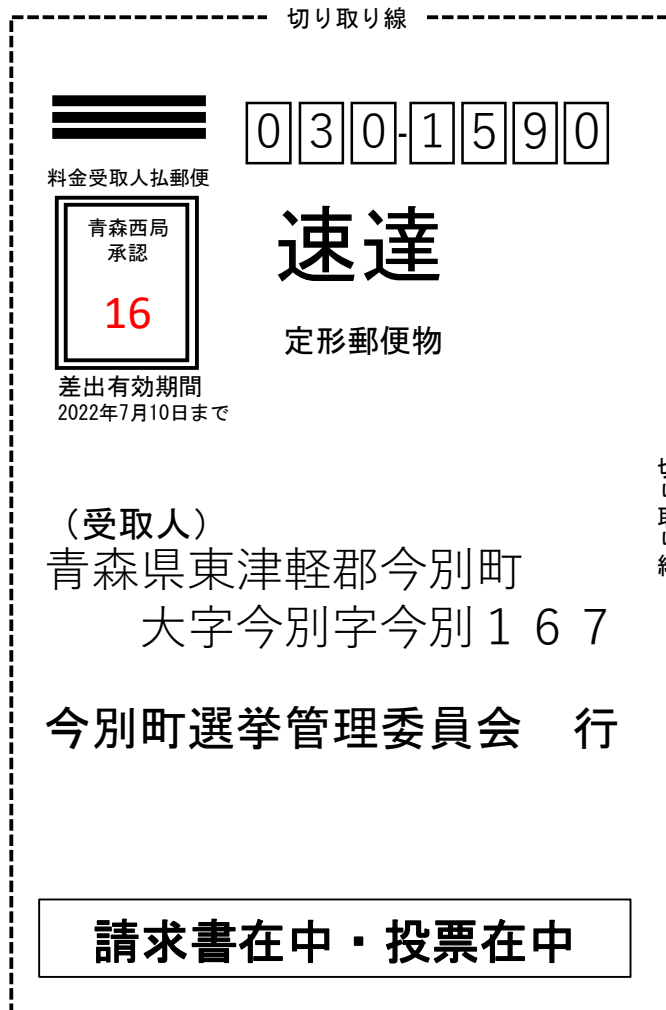 切り取り線
030-1590
料金受取人払郵便
青森西局
承認
16
速達
定形郵便物
差出有効期間
2022年7月10日まで
切り取り線
（受取人）
青森県東津軽郡今別町
大字今別字今別１６７
今別町選挙管理委員会　行
請求書在中・投票在中